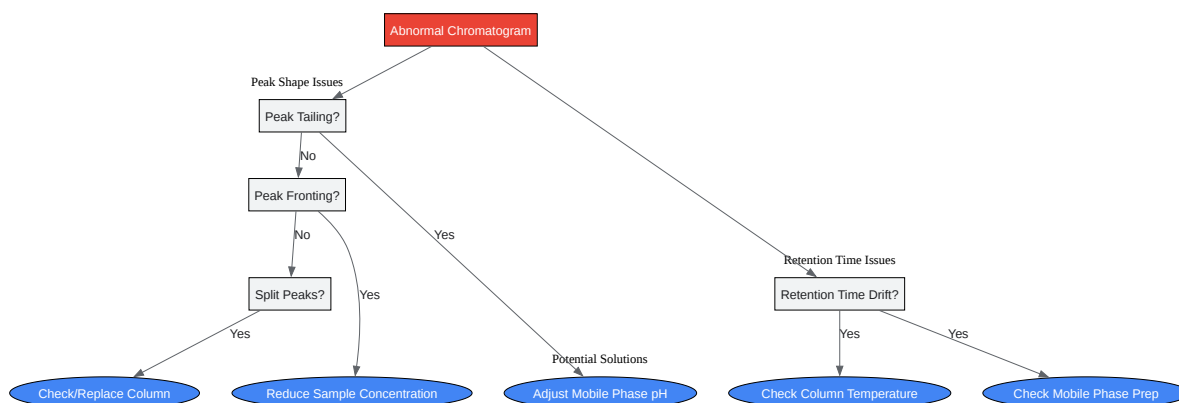 Abnormal Chromatogram
Peak Shape Issues
Peak Tailing?
No
Peak Fronting?
Yes
No
Retention Time Issues
Split Peaks?
Yes
Retention Time Drift?
Yes
Yes
Yes
Potential Solutions
Check/Replace Column
Reduce Sample Concentration
Adjust Mobile Phase pH
Check Column Temperature
Check Mobile Phase Prep